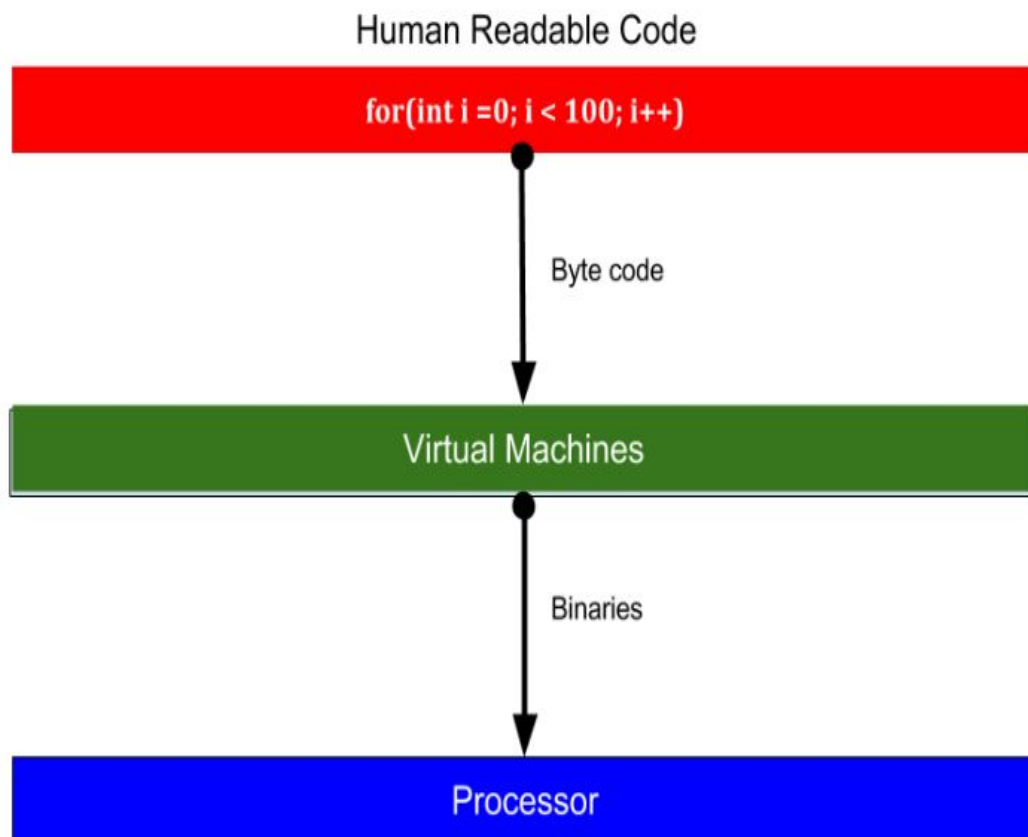 Human Readable Code
for(int i =0; i < 100; i++)
Byte code
Virtual Machines
Binaries
Processor